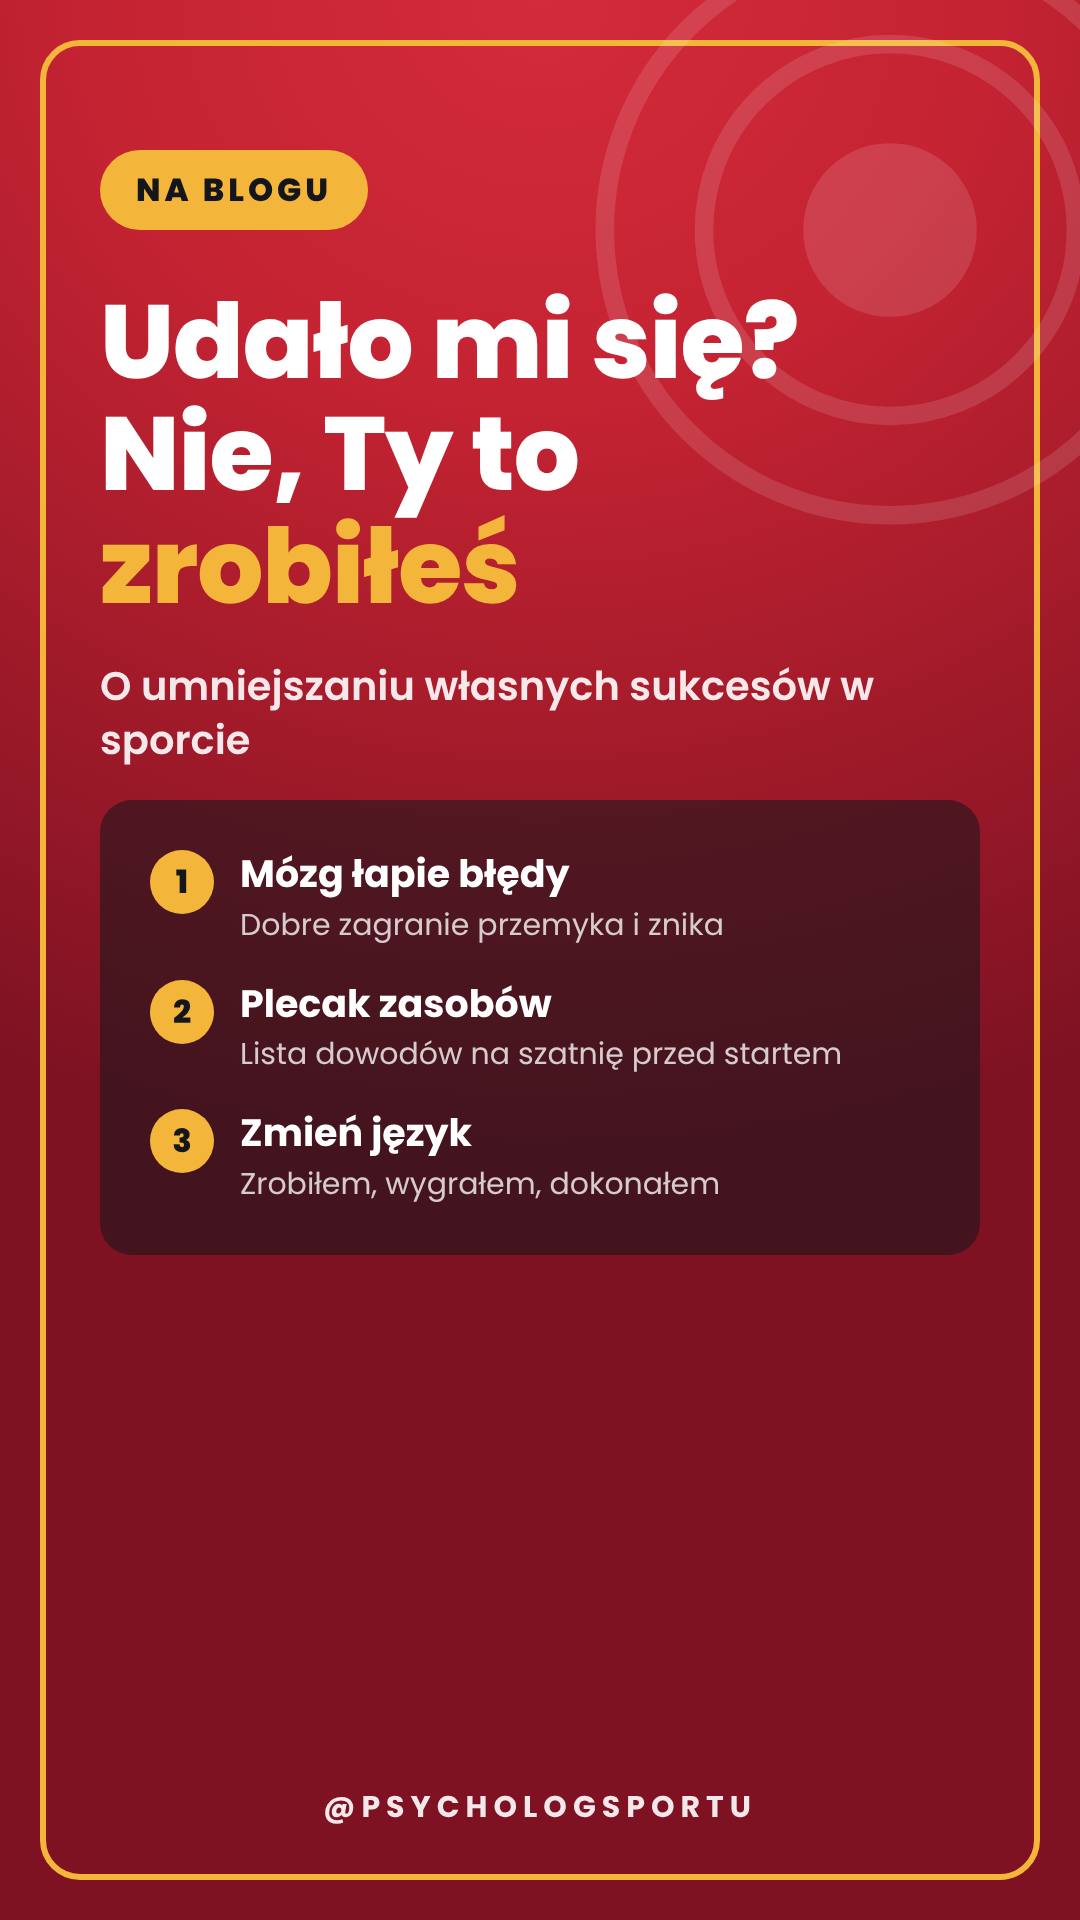 NA BLOGU
Udało mi się?
Nie, Ty to
zrobiłeś
O umniejszaniu własnych sukcesów w
sporcie
1
Mózg łapie błędy
Dobre zagranie przemyka i znika
2
Plecak zasobów
Lista dowodów na szatnię przed startem
3
Zmień język
Zrobiłem, wygrałem, dokonałem
@PSYCHOLOGSPORTU